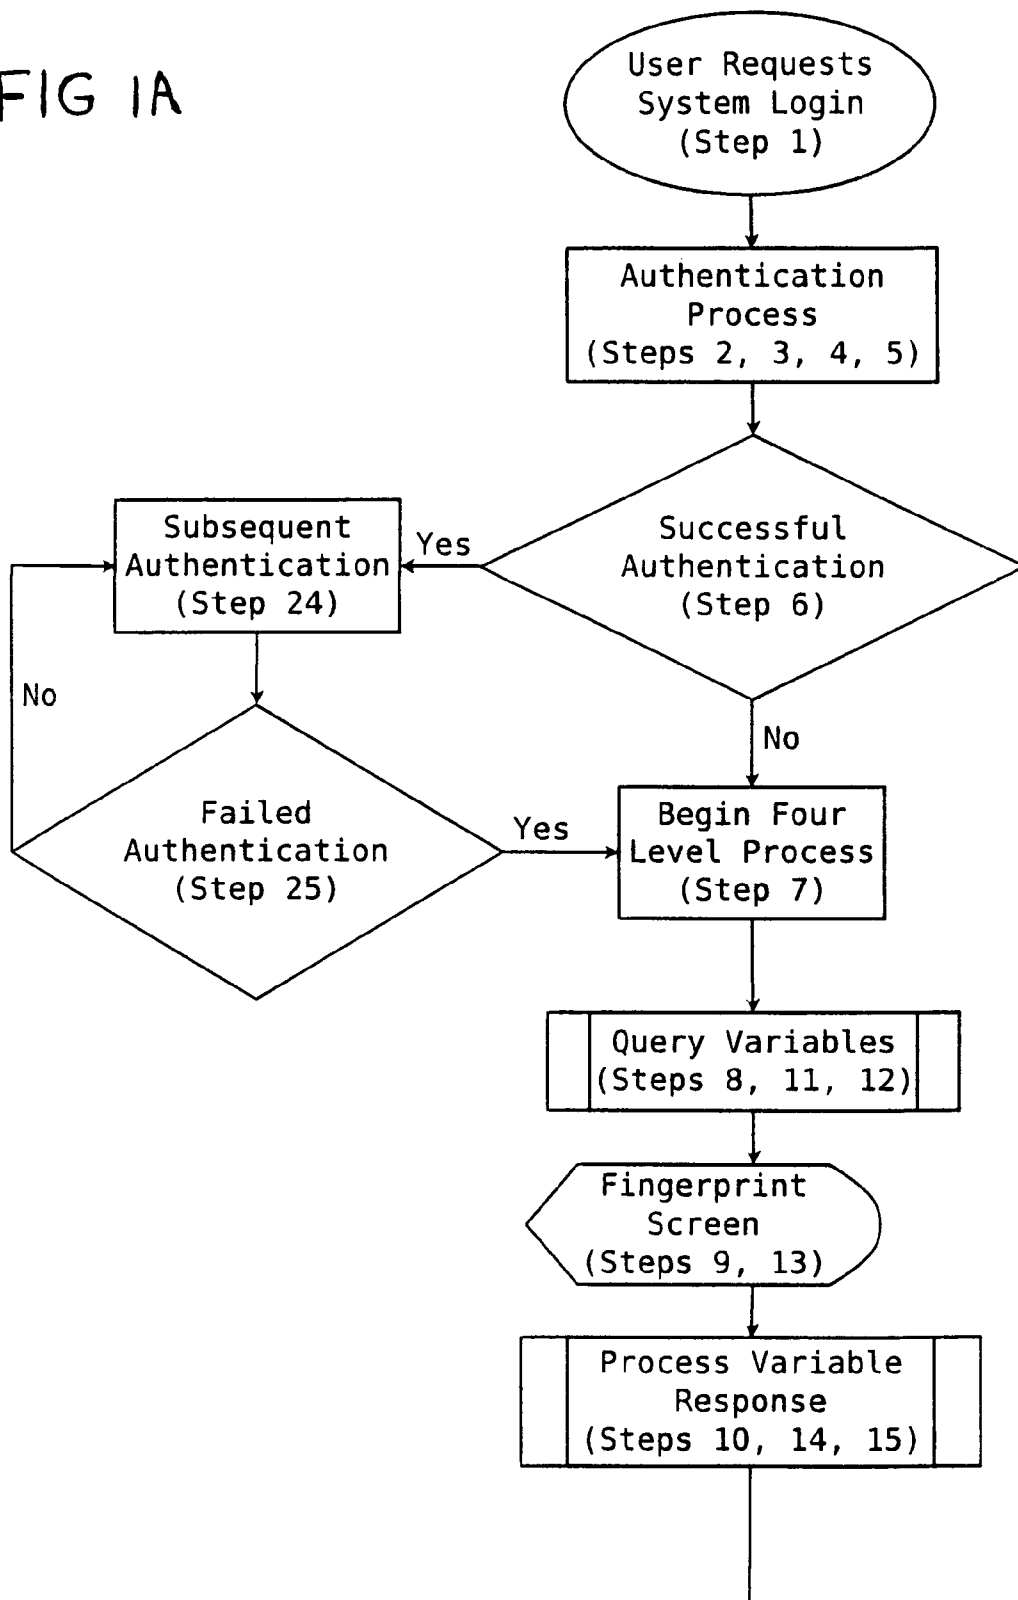 FIG 1A
User Requests
System Login
(Step 1)
Authentication
Process
(Steps 2, 3, 4, 5)
Successful
Authentication
(Step 6)
Yes
Subsequent
Authentication
(Step 24)
No
No
Failed
Authentication
(Step 25)
Yes
Begin Four
Level Process
(Step 7)
Query Variables
(Steps 8, 11, 12)
Fingerprint
Screen
(Steps 9, 13)
Process Variable
Response
(Steps 10, 14, 15)